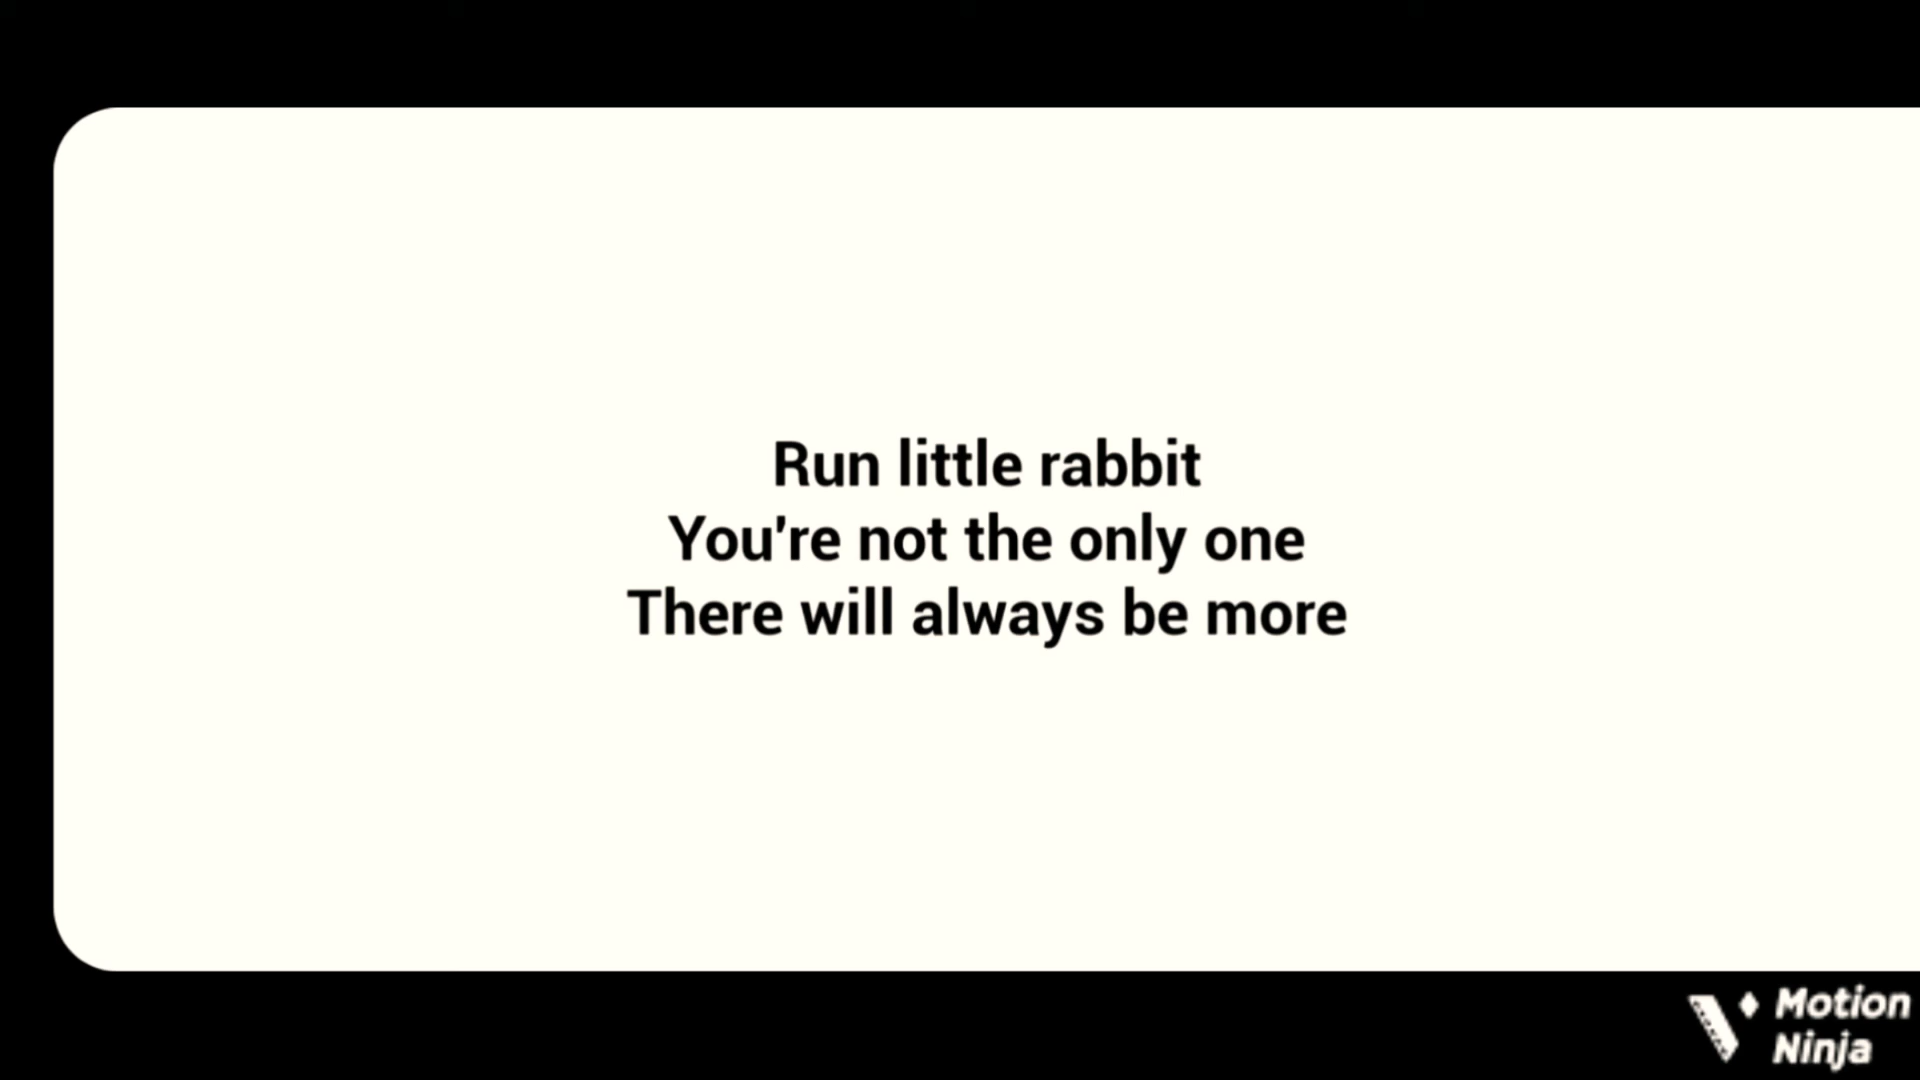 Run little rabbit
You're not the only one
There will always be more
Motion
Ninja